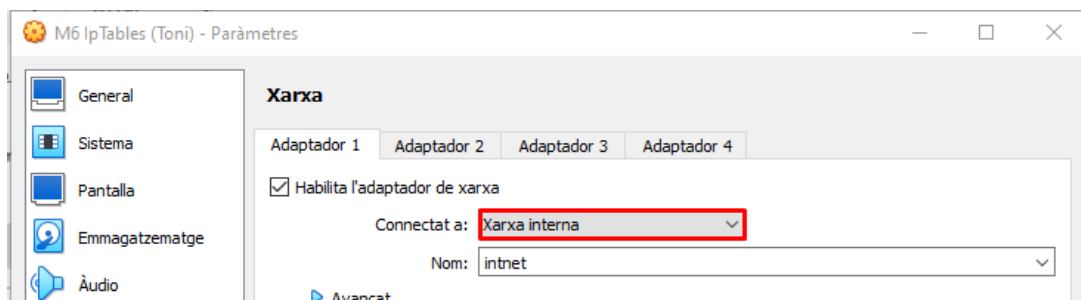 M6 IpTables (Toni) - Paràmetres
General
Sistema
Pantalla
Emmagatzematge
Àudio
Xarxa
Adaptador 1 Adaptador 2 Adaptador 3 Adaptador 4
Habilita l'adaptador de xarxa
Connectat a: Xarxa interna
Nom: intnet
Avançat